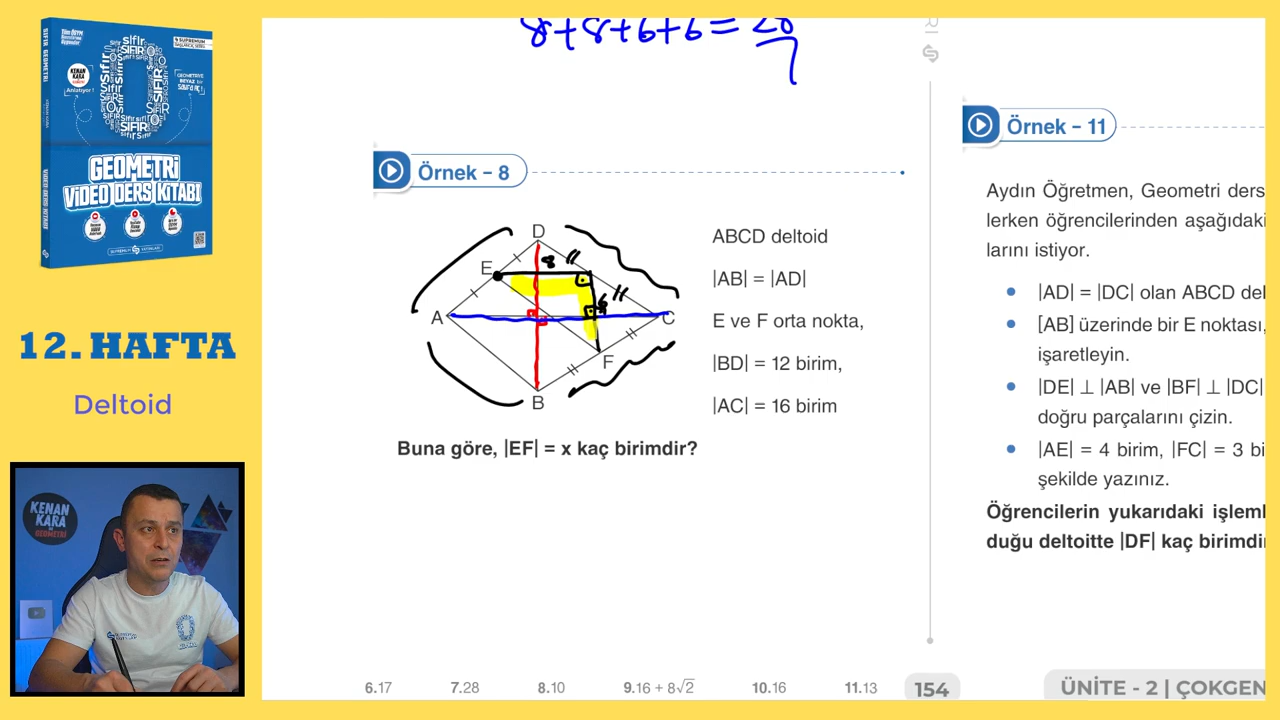 8+8+6+6 = 28
Örnek – 8
D
E
8
6
A
C
F
B
ABCD deltoid
|AB| = |AD|
E ve F orta nokta,
|BD| = 12 birim,
|AC| = 16 birim
Buna göre, |EF| = x kaç birimdir?
Örnek – 11
Aydın Öğretmen, Geometri ders
lerken öğrencilerinden aşağıdaki
larını istiyor.
• |AD| = |DC| olan ABCD del
• [AB] üzerinde bir E noktası,
işaretleyin.
• |DE| ⊥ |AB| ve |BF| ⊥ |DC|
doğru parçalarını çizin.
• |AE| = 4 birim, |FC| = 3 bi
şekilde yazınız.
Öğrencilerin yukarıdaki işleml
duğu deltoitte |DF| kaç birimdi
6.17 7.28 8.10 9.16 + 8√2 10.16 11.13
154
ÜNİTE - 2 | ÇOKGEN
SIFIR
GEOMETRİ
VİDEO DERS KİTABI
KENAN KARA
Anlatıyor!
12. HAFTA
Deltoid
KENAN
KARA
GEOMETRİ